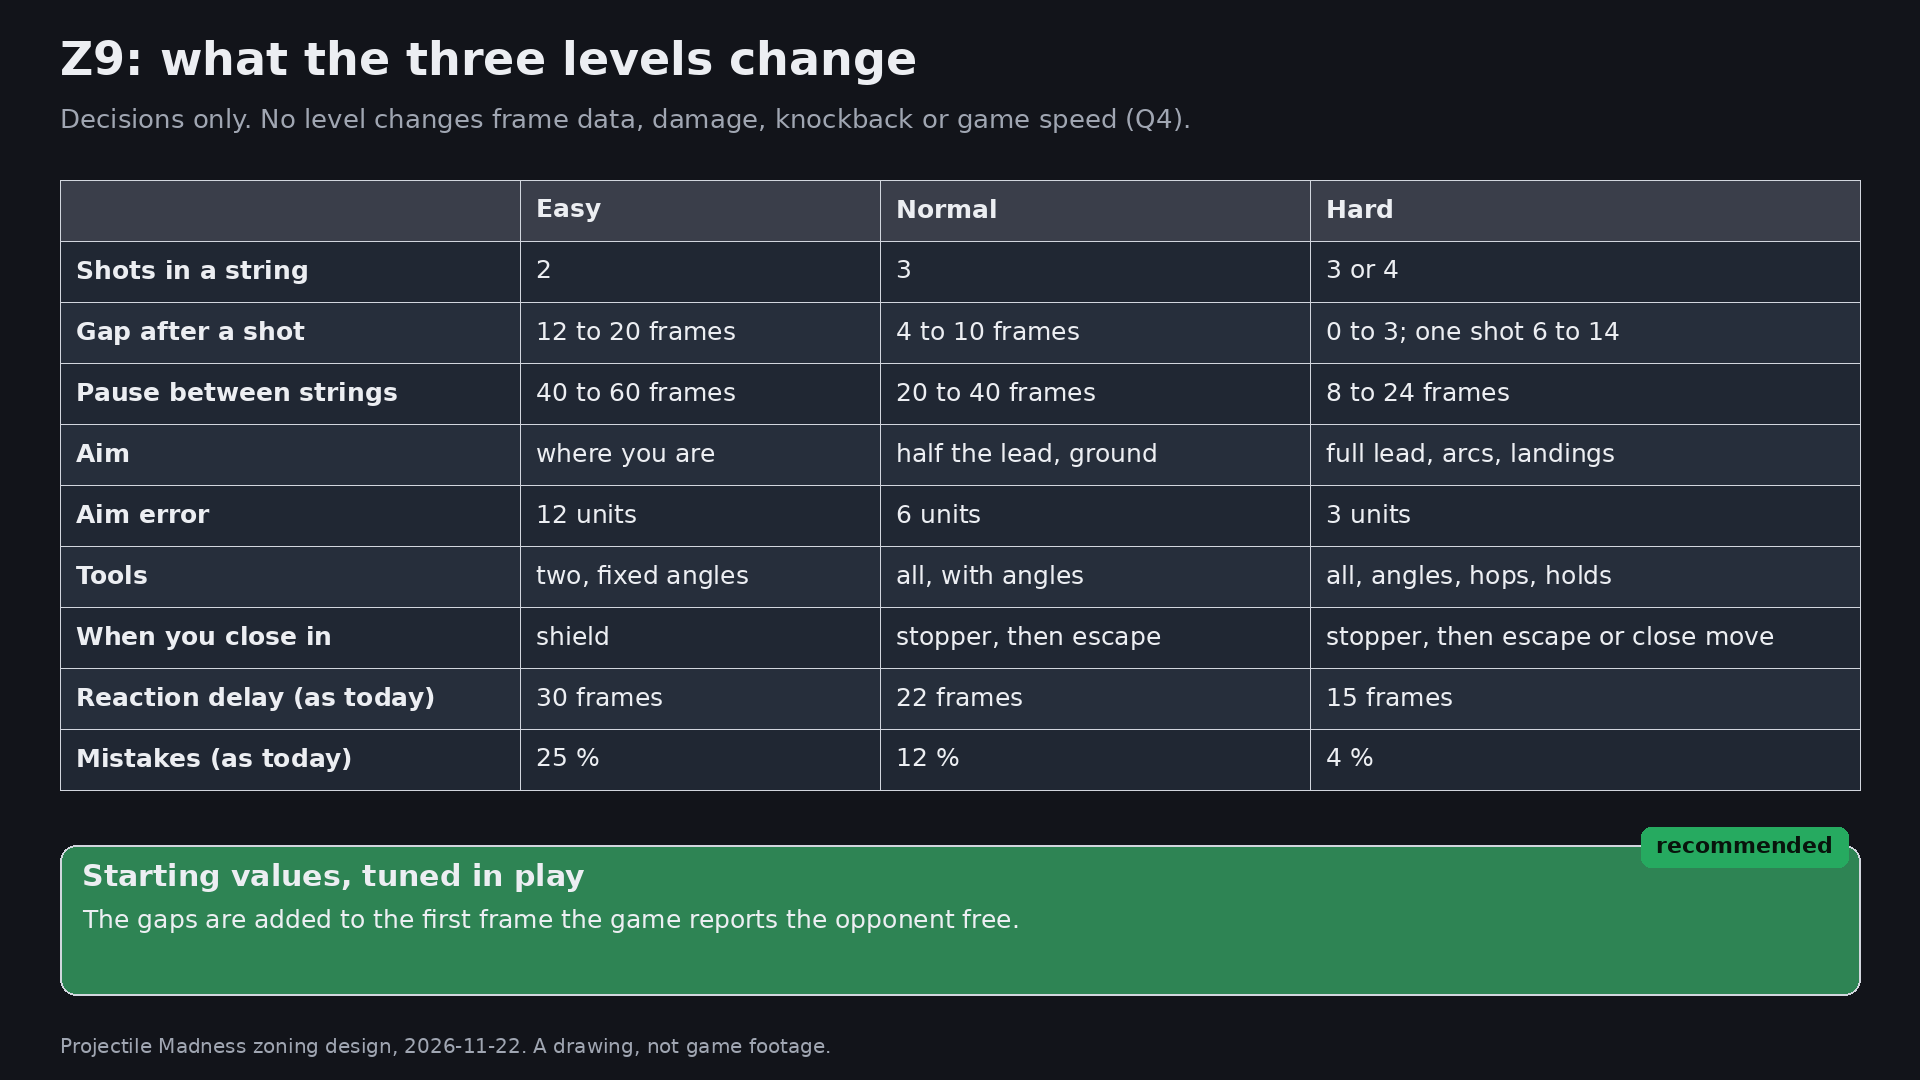 Z9: what the three levels change
Decisions only. No level changes frame data, damage, knockback or game speed (Q4).
Easy Normal Hard
Shots in a string 2 3 3 or 4
Gap after a shot 12 to 20 frames 4 to 10 frames 0 to 3; one shot 6 to 14
Pause between strings 40 to 60 frames 20 to 40 frames 8 to 24 frames
Aim where you are half the lead, ground full lead, arcs, landings
Aim error 12 units 6 units 3 units
Tools two, fixed angles all, with angles all, angles, hops, holds
When you close in shield stopper, then escape stopper, then escape or close move
Reaction delay (as today) 30 frames 22 frames 15 frames
Mistakes (as today) 25 % 12 % 4 %
recommended
Starting values, tuned in play
The gaps are added to the first frame the game reports the opponent free.
Projectile Madness zoning design, 2026-11-22. A drawing, not game footage.